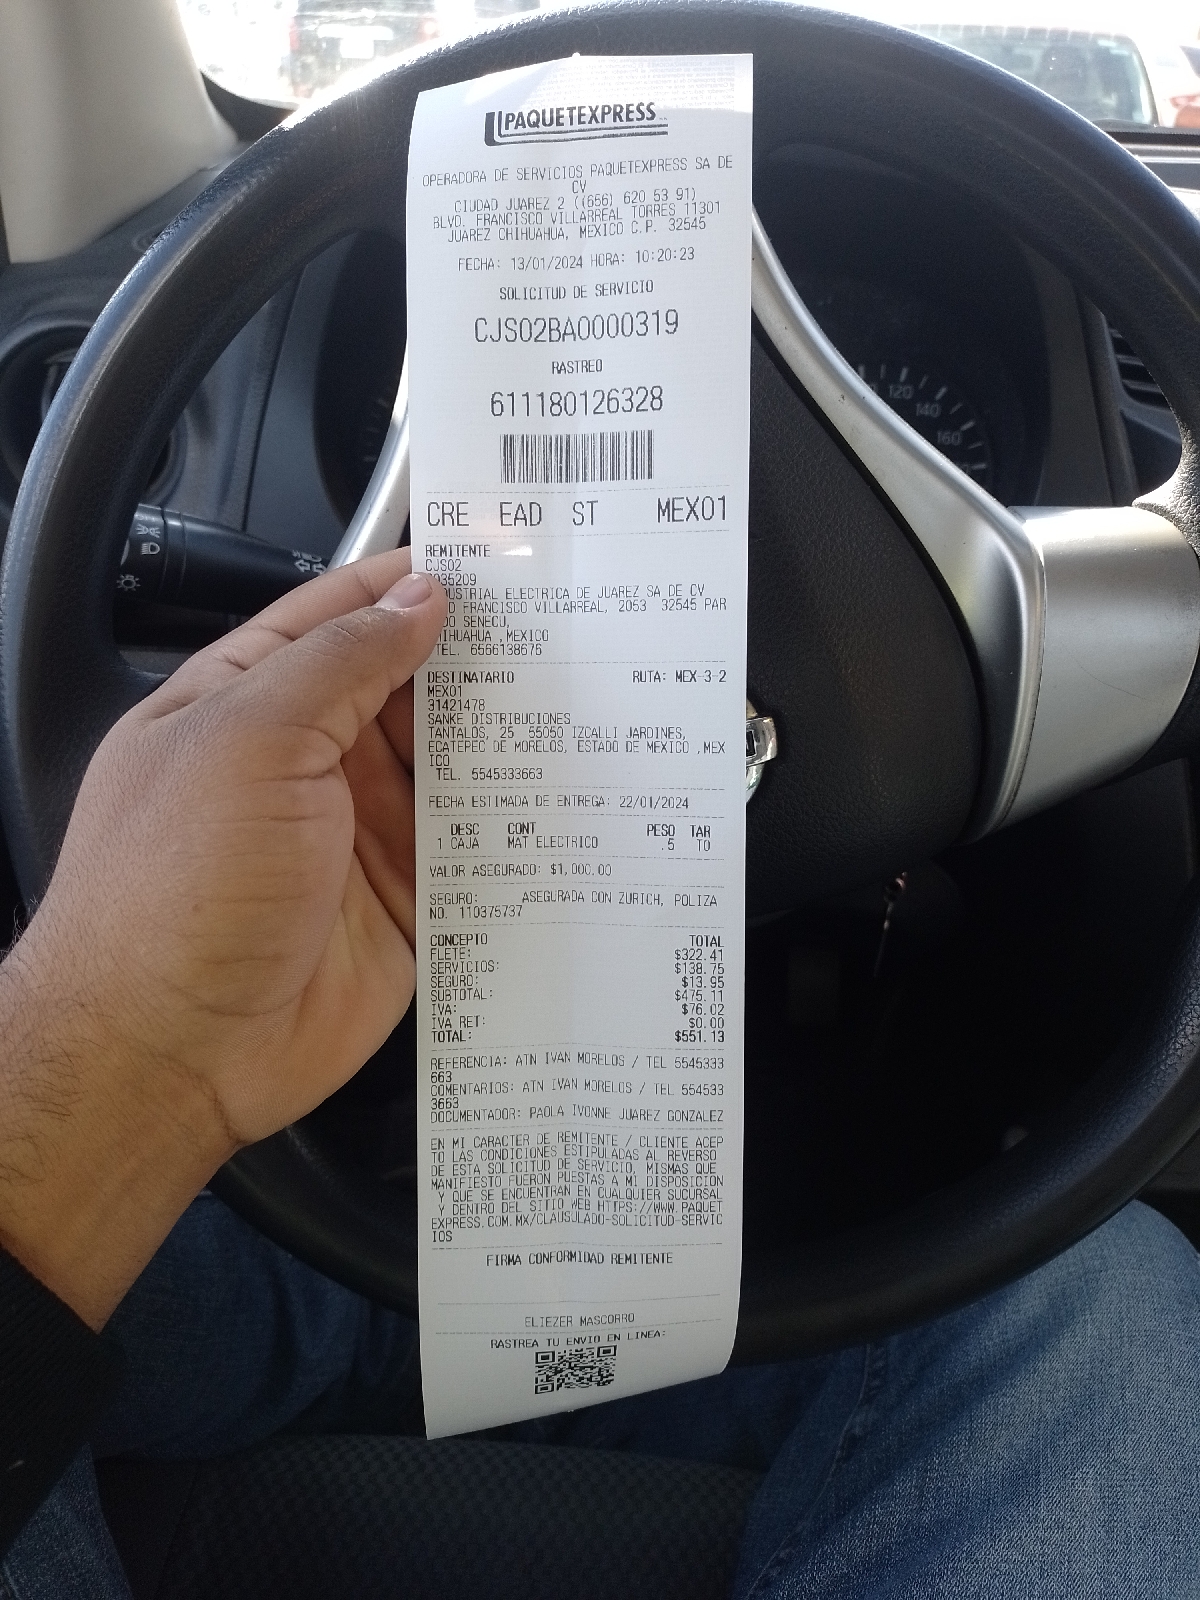 PAQUETEXPRESS
OPERADORA DE SERVICIOS PAQUETEXPRESS SA DE
CV
CIUDAD JUAREZ 2 ((656) 620 53 91)
BLVD. FRANCISCO VILLARREAL TORRES 11301
JUAREZ CHIHUAHUA, MEXICO C.P. 32545
FECHA: 13/01/2024 HORA: 10:20:23
SOLICITUD DE SERVICIO
CJS02BA0000319
RASTREO
611180126328
CRE EAD ST MEX01
REMITENTE
CJS02
035209
DUSTRIAL ELECTRICA DE JUAREZ SA DE CV
D FRANCISCO VILLARREAL, 2053 32545 PAR
DO SENECU,
IHUAHUA ,MEXICO
TEL. 6566138676
DESTINATARIO RUTA: MEX-3-2
MEX01
31421478
SANKE DISTRIBUCIONES
TANTALOS, 25 55050 IZCALLI JARDINES,
ECATEPEC DE MORELOS, ESTADO DE MEXICO ,MEX
ICO
TEL. 5545333663
FECHA ESTIMADA DE ENTREGA: 22/01/2024
DESC CONT PESO TAR
1 CAJA MAT ELECTRICO .5 T0
VALOR ASEGURADO: $1,000.00
SEGURO: ASEGURADA CON ZURICH, POLIZA
NO. 110375737
CONCEPTO TOTAL
FLETE: $322.41
SERVICIOS: $138.75
SEGURO: $13.95
SUBTOTAL: $475.11
IVA: $76.02
IVA RET: $0.00
TOTAL: $551.13
REFERENCIA: ATN IVAN MORELOS / TEL 5545333
663
COMENTARIOS: ATN IVAN MORELOS / TEL 554533
3663
DOCUMENTADOR: PAOLA IVONNE JUAREZ GONZALEZ
EN MI CARACTER DE REMITENTE / CLIENTE ACEP
TO LAS CONDICIONES ESTIPULADAS AL REVERSO
DE ESTA SOLICITUD DE SERVICIO, MISMAS QUE
MANIFIESTO FUERON PUESTAS A MI DISPOSICION
Y QUE SE ENCUENTRAN EN CUALQUIER SUCURSAL
Y DENTRO DEL SITIO WEB HTTPS://WWW.PAQUET
EXPRESS.COM.MX/CLAUSULADO-SOLICITUD-SERVIC
IOS
FIRMA CONFORMIDAD REMITENTE
ELIEZER MASCORRO
RASTREA TU ENVIO EN LINEA:
120
140
160